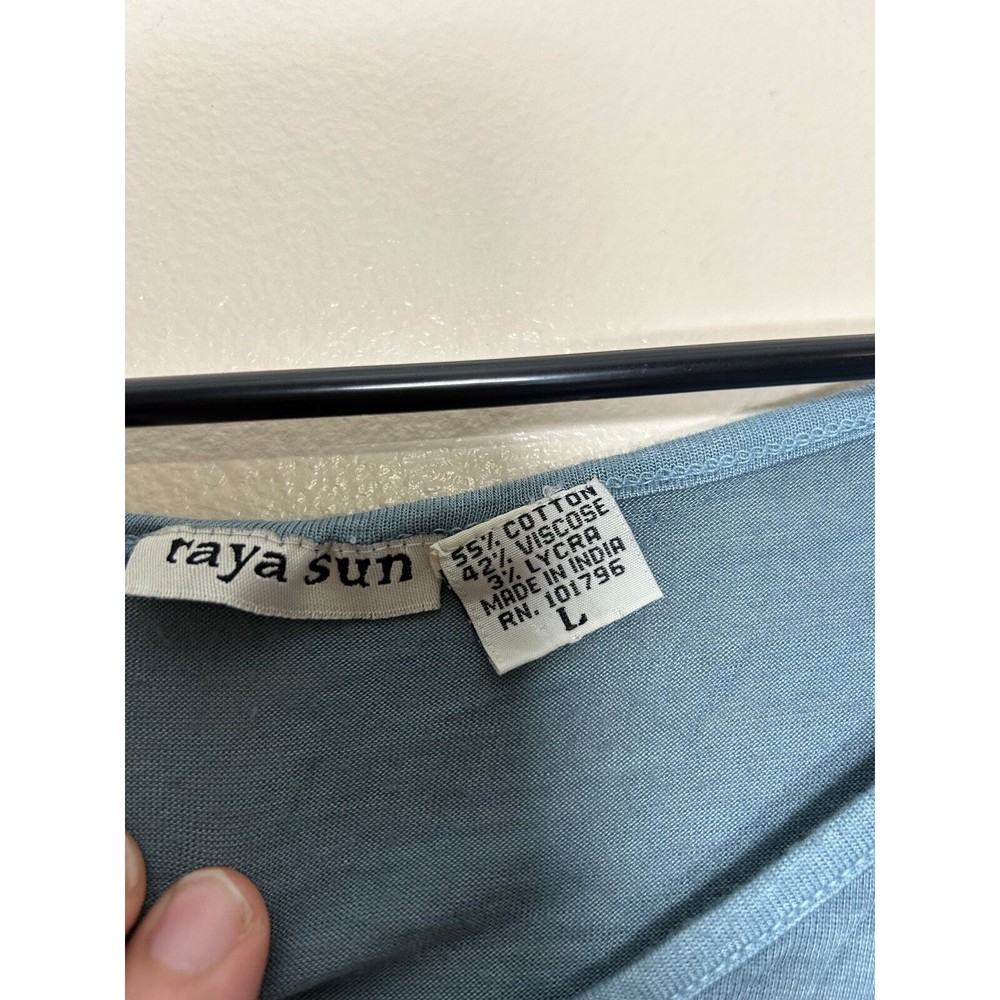 raya sun
55% COTTON
42% VISCOSE
3% LYCRA
MADE IN INDIA
RN. 101796
L